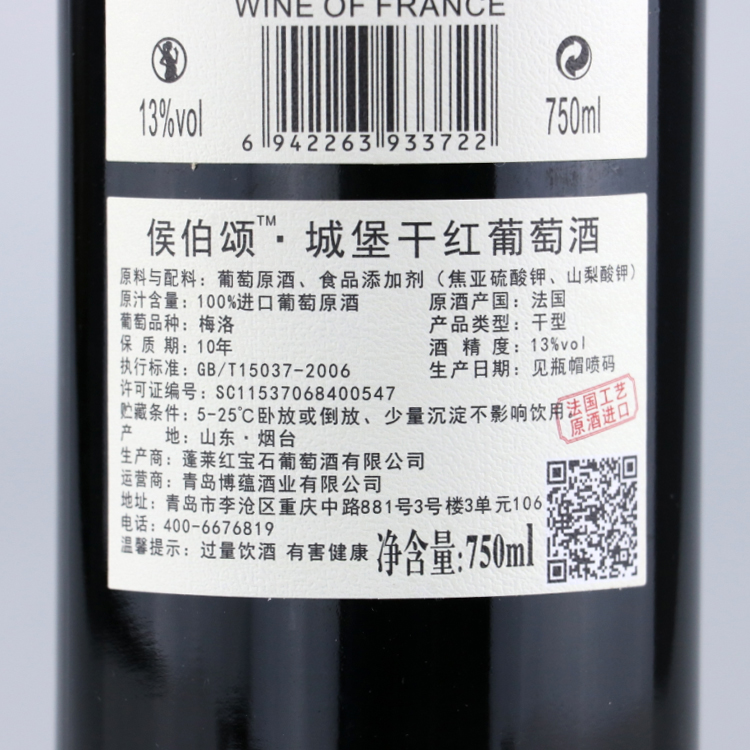 WINE OF FRANCE
13%vol
6 942263 933722
750ml
侯伯颂™·城堡干红葡萄酒
原料与配料：葡萄原酒、食品添加剂（焦亚硫酸钾、山梨酸钾）
原汁含量：100%进口葡萄原酒 原酒产国：法国
葡萄品种：梅洛 产品类型：干型
保质期：10年 酒精度：13%vol
执行标准：GB/T15037-2006 生产日期：见瓶帽喷码
许可证编号：SC11537068400547
贮藏条件：5-25℃卧放或倒放、少量沉淀不影响饮用。
法国工艺
原酒进口
产地：山东·烟台
生产商：蓬莱红宝石葡萄酒有限公司
运营商：青岛博蕴酒业有限公司
地址：青岛市李沧区重庆中路881号3号楼3单元106
电话：400-6676819
温馨提示：过量饮酒 有害健康 净含量:750ml